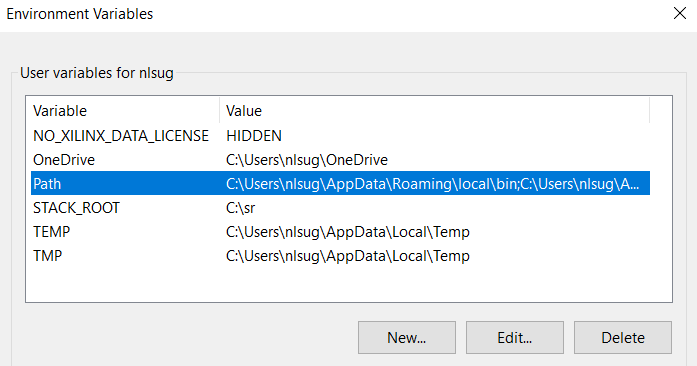 Environment Variables
User variables for nlsug
Variable Value
NO_XILINX_DATA_LICENSE HIDDEN
OneDrive C:\Users\nlsug\OneDrive
Path C:\Users\nlsug\AppData\Roaming\local\bin;C:\Users\nlsug\A...
STACK_ROOT C:\sr
TEMP C:\Users\nlsug\AppData\Local\Temp
TMP C:\Users\nlsug\AppData\Local\Temp
New... Edit... Delete